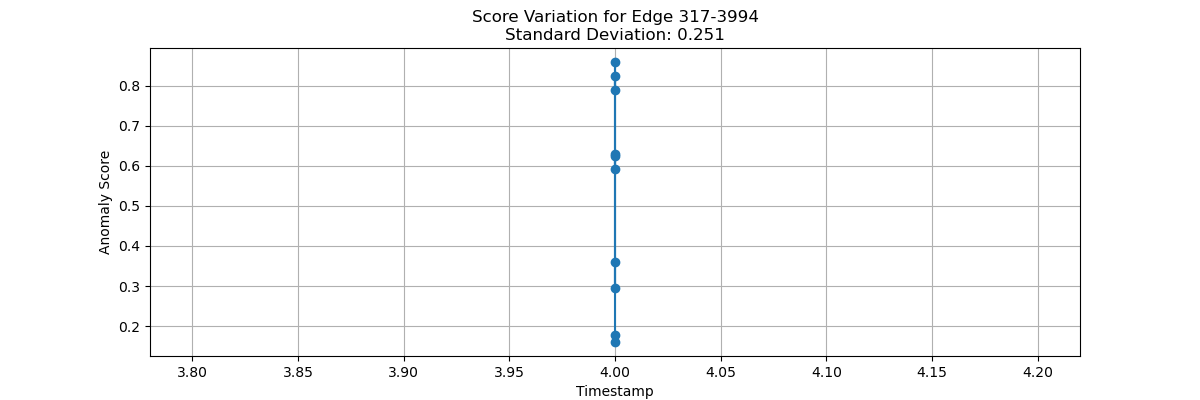 Score Variation for Edge 317-3994
Standard Deviation: 0.251
Anomaly Score
0.8
0.7
0.6
0.5
0.4
0.3
0.2
3.80 3.85 3.90 3.95 4.00 4.05 4.10 4.15 4.20
Timestamp